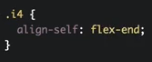 .i4 {
  align-self: flex-end;
}